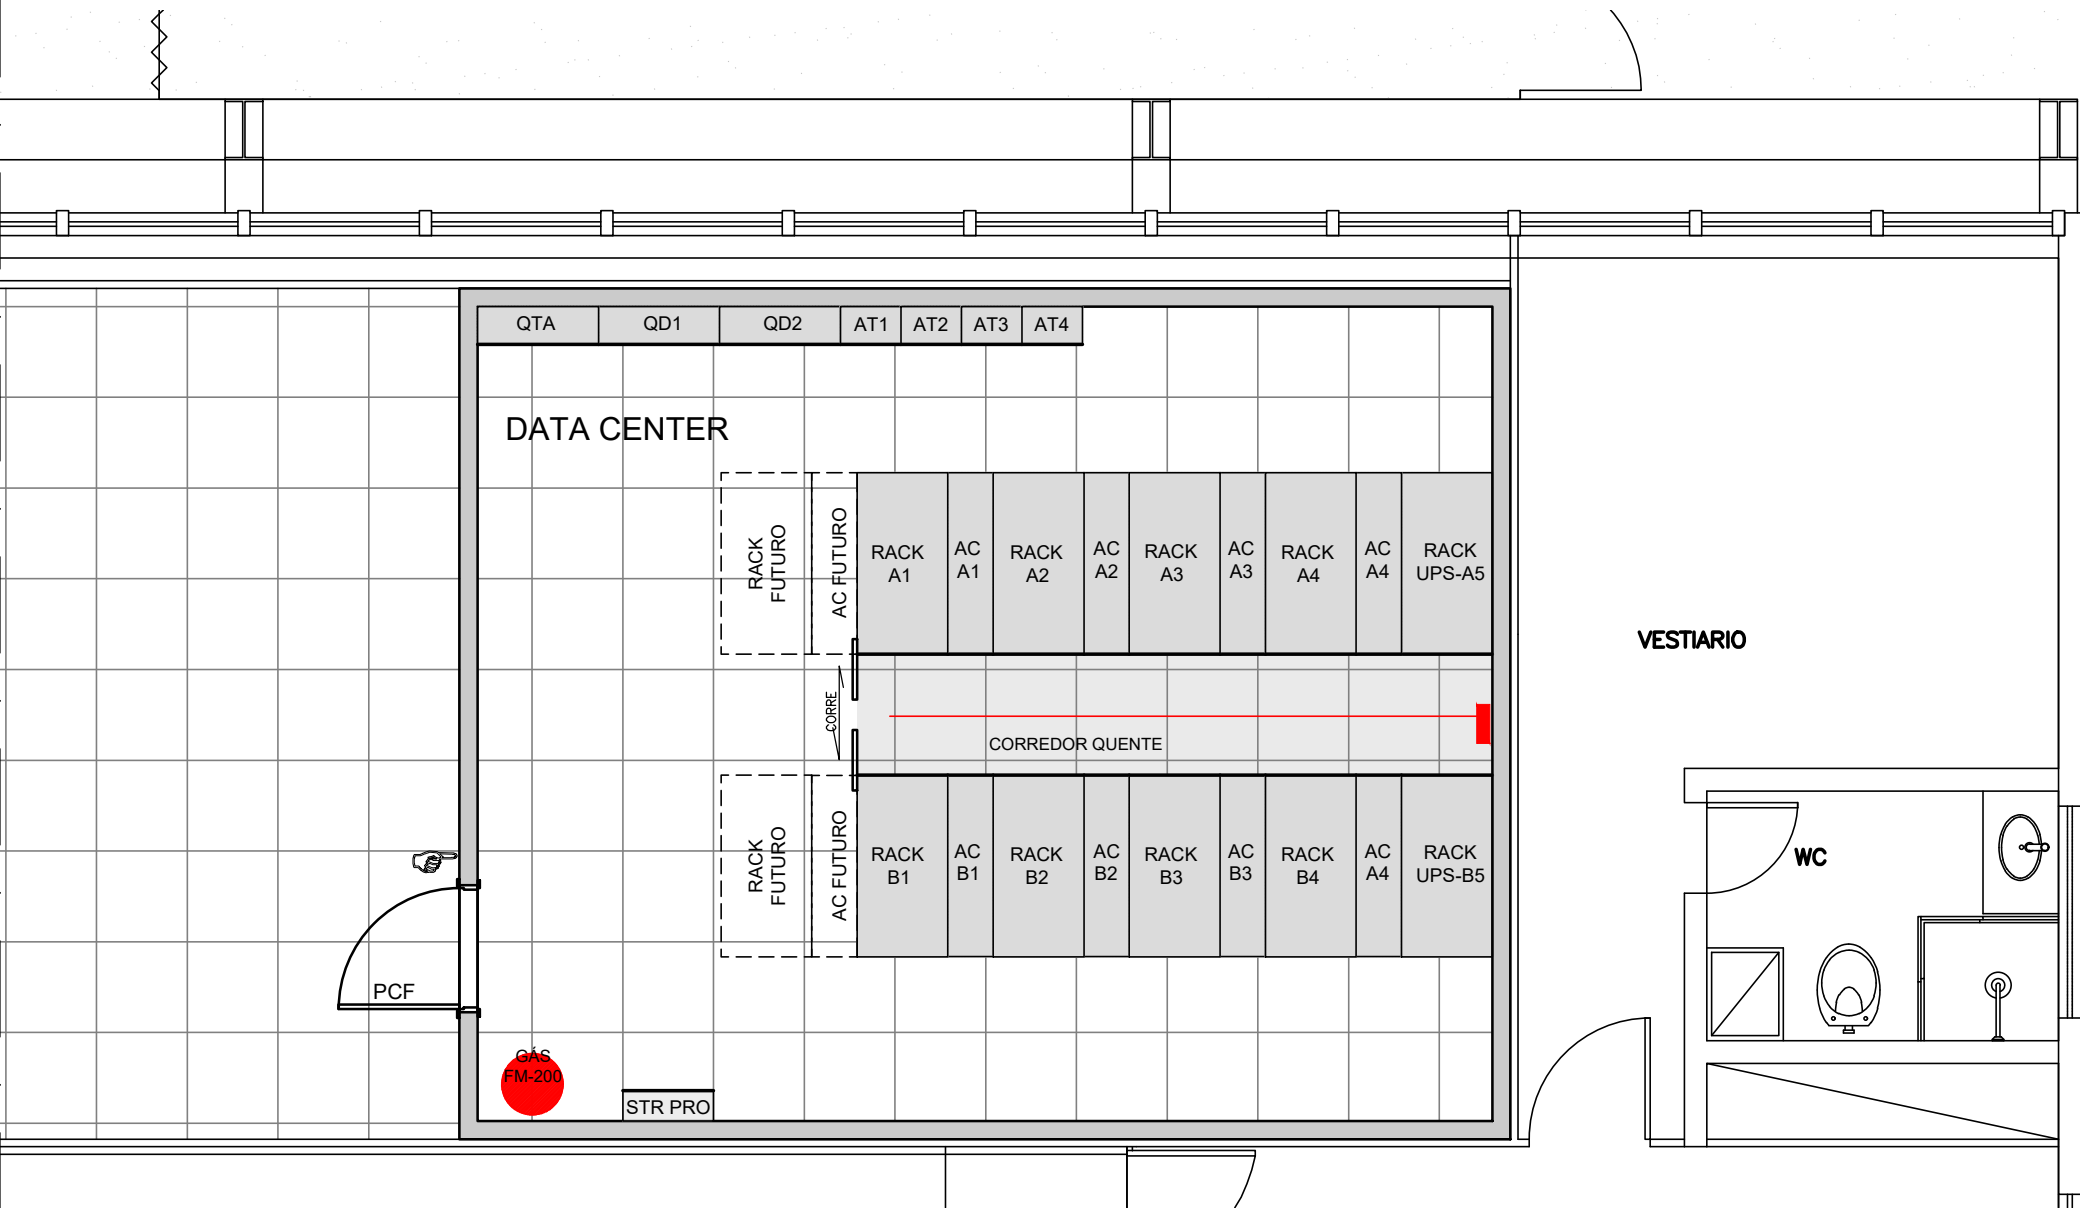 QTA
QD1
QD2
AT1
AT2
AT3
AT4
DATA CENTER
RACK
FUTURO
AC FUTURO
RACK
A1
AC
A1
RACK
A2
AC
A2
RACK
A3
AC
A3
RACK
A4
AC
A4
RACK
UPS-A5
VESTIARIO
CORRE
CORREDOR QUENTE
RACK
FUTURO
AC FUTURO
RACK
B1
AC
B1
RACK
B2
AC
B2
RACK
B3
AC
B3
RACK
B4
AC
A4
RACK
UPS-B5
WC
PCF
GÁS
FM-200
STR PRO